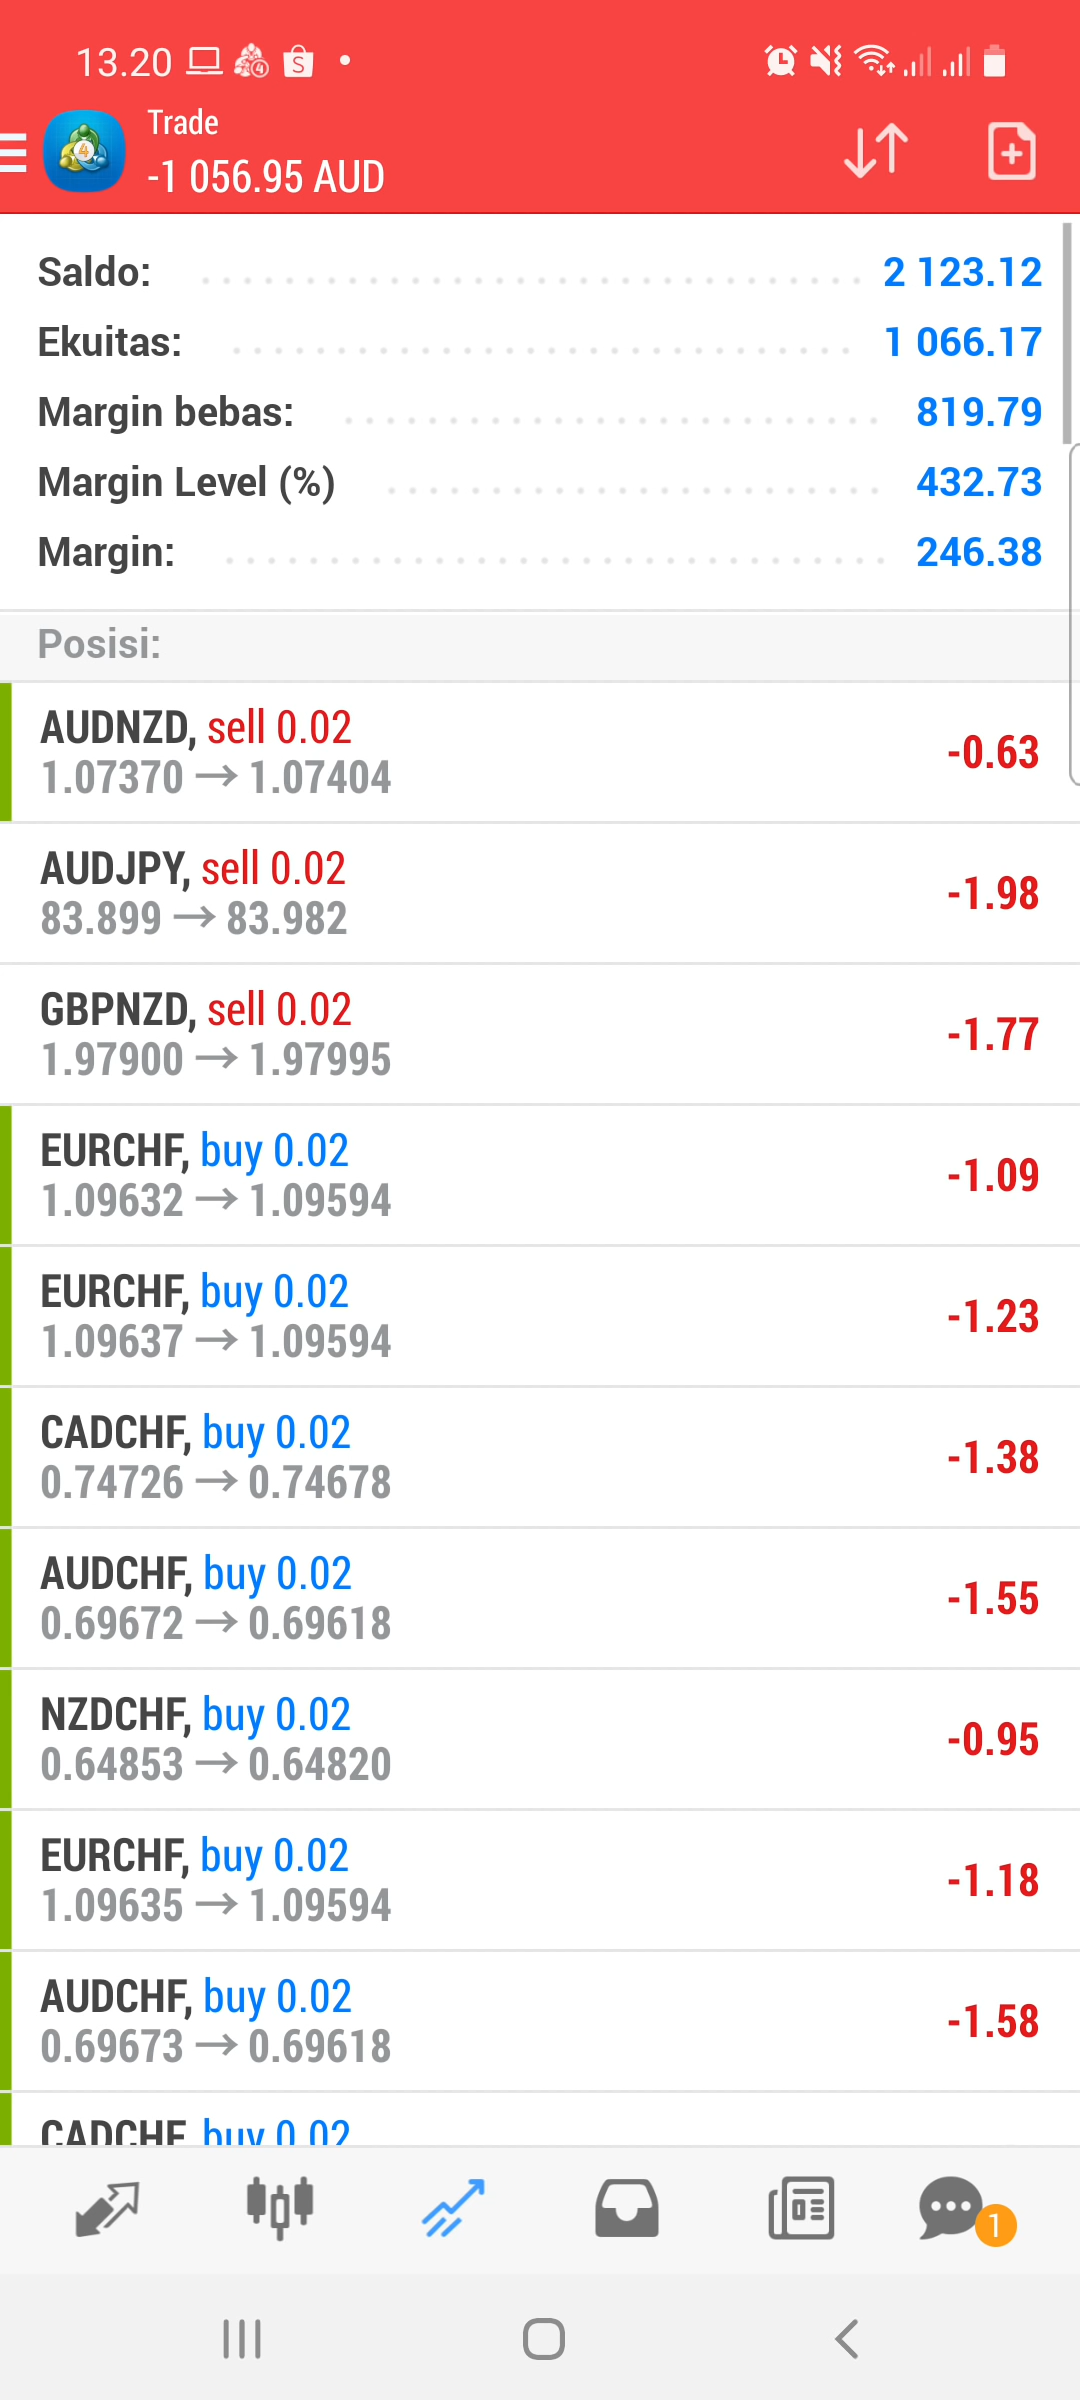 13.20
Trade
-1 056.95 AUD
Saldo: 2 123.12
Ekuitas: 1 066.17
Margin bebas: 819.79
Margin Level (%) 432.73
Margin: 246.38
Posisi:
AUDNZD, sell 0.02
1.07370 → 1.07404
-0.63
AUDJPY, sell 0.02
83.899 → 83.982
-1.98
GBPNZD, sell 0.02
1.97900 → 1.97995
-1.77
EURCHF, buy 0.02
1.09632 → 1.09594
-1.09
EURCHF, buy 0.02
1.09637 → 1.09594
-1.23
CADCHF, buy 0.02
0.74726 → 0.74678
-1.38
AUDCHF, buy 0.02
0.69672 → 0.69618
-1.55
NZDCHF, buy 0.02
0.64853 → 0.64820
-0.95
EURCHF, buy 0.02
1.09635 → 1.09594
-1.18
AUDCHF, buy 0.02
0.69673 → 0.69618
-1.58
CADCHF, buy 0.02
1